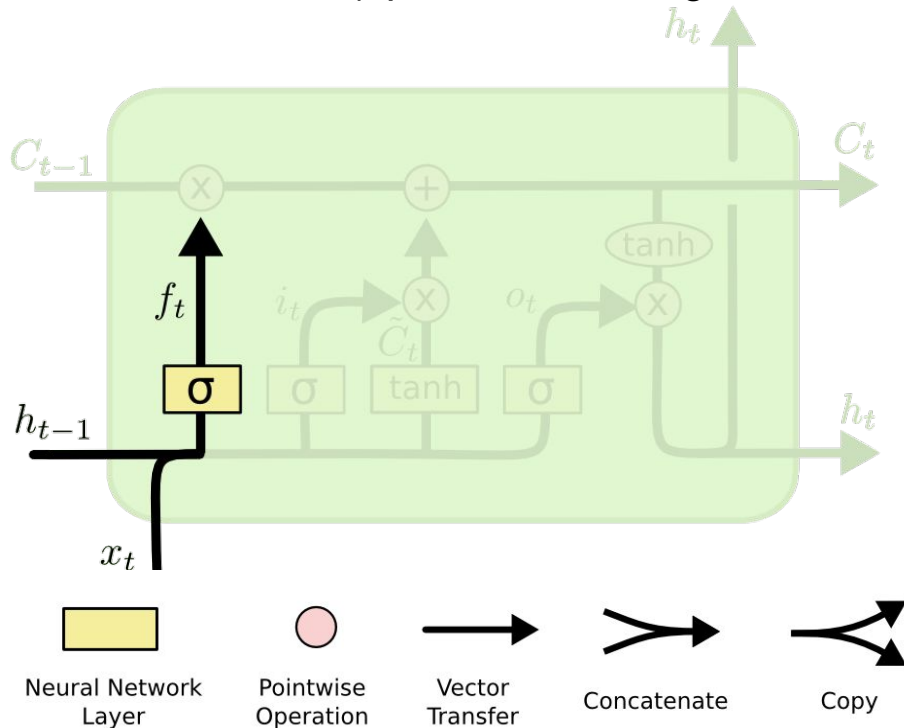 h_t
C_{t-1}
C_t
x
+
tanh
f_t
i_t
x
o_t
x
C̃_t
σ
σ
tanh
σ
h_{t-1}
h_t
x_t
Neural Network
Layer
Pointwise
Operation
Vector
Transfer
Concatenate
Copy